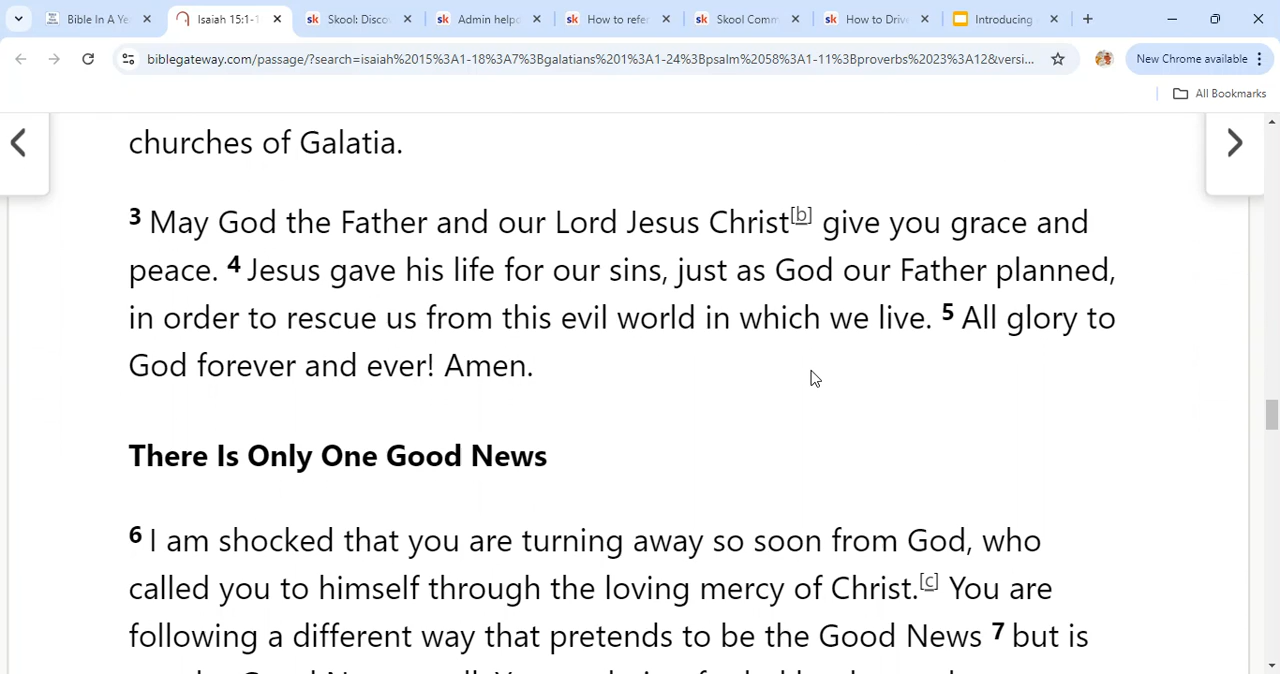 Bible In A Ye
Isaiah 15:1-1
Skool: Disco
Admin help
How to refer
Skool Comm
How to Driv
Introducing
biblegateway.com/passage/?search=isaiah%2015%3A1-18%3A7%3Bgalatians%201%3A1-24%3Bpsalm%2058%3A1-11%3Bproverbs%2023%3A12&versi...
New Chrome available
All Bookmarks
churches of Galatia.
3 May God the Father and our Lord Jesus Christ[b] give you grace and
peace. 4 Jesus gave his life for our sins, just as God our Father planned,
in order to rescue us from this evil world in which we live. 5 All glory to
God forever and ever! Amen.
There Is Only One Good News
6 I am shocked that you are turning away so soon from God, who
called you to himself through the loving mercy of Christ.[c] You are
following a different way that pretends to be the Good News 7 but is